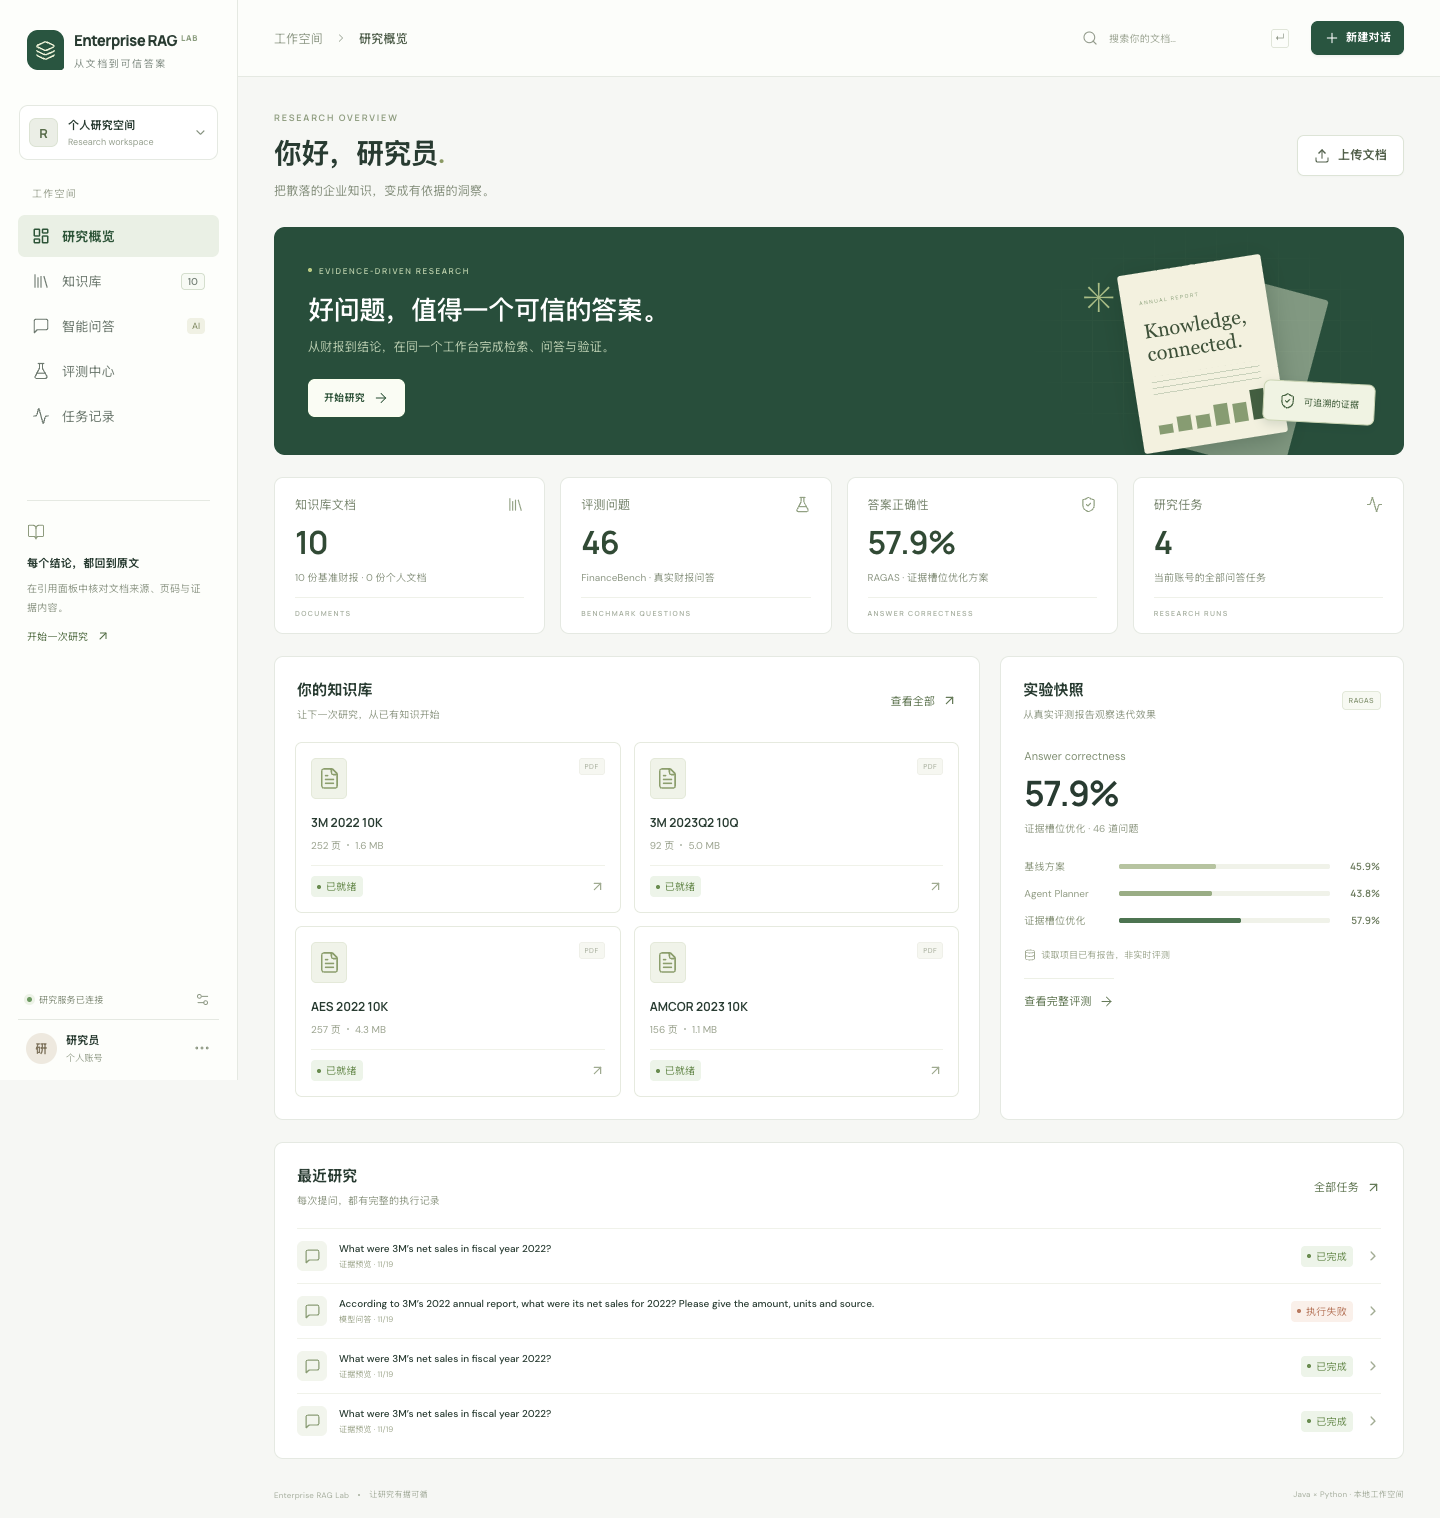 Enterprise RAG LAB
从文档到可信答案
R
个人研究空间
Research workspace
工作空间
研究概览
知识库
10
智能问答
AI
评测中心
任务记录
每个结论，都回到原文
在引用面板中核对文档来源、页码与证
据内容。
开始一次研究
研究服务已连接
研
研究员
个人账号
工作空间
研究概览
搜索你的文档...
新建对话
RESEARCH OVERVIEW
你好，研究员.
把散落的企业知识，变成有依据的洞察。
上传文档
EVIDENCE-DRIVEN RESEARCH
好问题，值得一个可信的答案。
从财报到结论，在同一个工作台完成检索、问答与验证。
开始研究
ANNUAL REPORT
Knowledge,
connected.
可追溯的证据
知识库文档
10
10 份基准财报 · 0 份个人文档
DOCUMENTS
评测问题
46
FinanceBench · 真实财报问答
BENCHMARK QUESTIONS
答案正确性
57.9%
RAGAS · 证据槽位优化方案
ANSWER CORRECTNESS
研究任务
4
当前账号的全部问答任务
RESEARCH RUNS
你的知识库
让下一次研究，从已有知识开始
查看全部
PDF
3M 2022 10K
252 页 · 1.6 MB
已就绪
PDF
3M 2023Q2 10Q
92 页 · 5.0 MB
已就绪
PDF
AES 2022 10K
257 页 · 4.3 MB
已就绪
PDF
AMCOR 2023 10K
156 页 · 1.1 MB
已就绪
实验快照
从真实评测报告观察迭代效果
RAGAS
Answer correctness
57.9%
证据槽位优化 · 46 道问题
基线方案 45.9%
Agent Planner 43.8%
证据槽位优化 57.9%
读取项目已有报告，非实时评测
查看完整评测
最近研究
每次提问，都有完整的执行记录
全部任务
What were 3M's net sales in fiscal year 2022?
证据预览 · 11/19
已完成
According to 3M's 2022 annual report, what were its net sales for 2022? Please give the amount, units and source.
模型问答 · 11/19
执行失败
What were 3M's net sales in fiscal year 2022?
证据预览 · 11/19
已完成
What were 3M's net sales in fiscal year 2022?
证据预览 · 11/19
已完成
Enterprise RAG Lab • 让研究有据可循
Java + Python · 本地工作空间